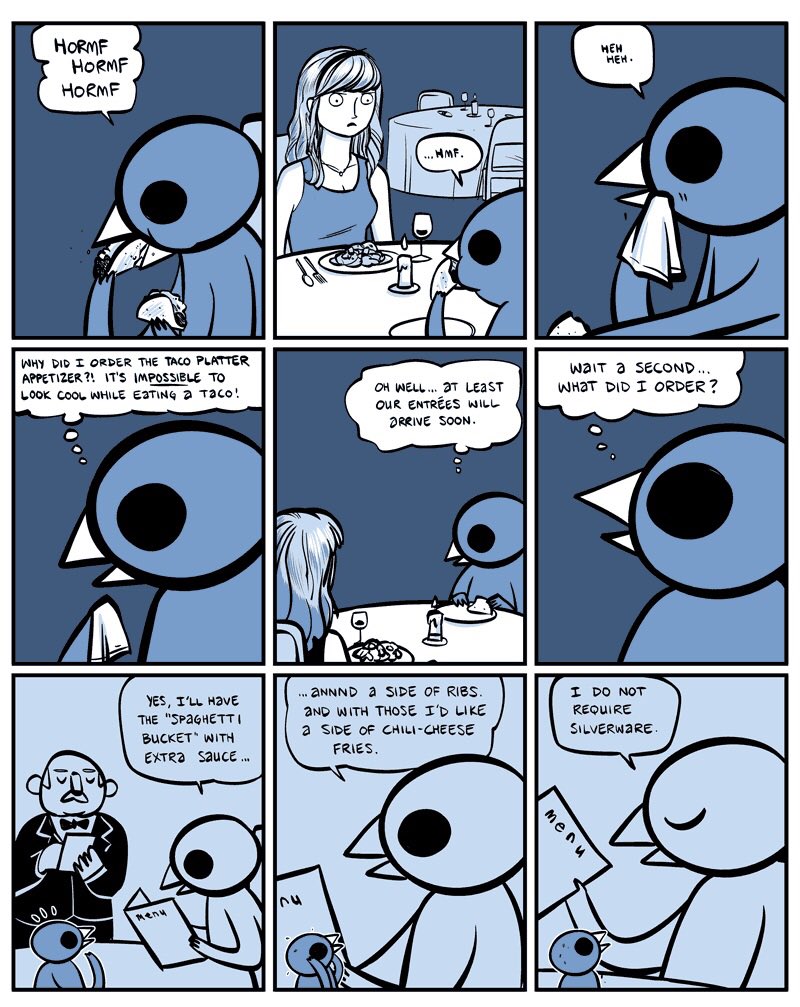 HORMF
HORMF
HORMF
...HMF.
HEH
HEH.
WHY DID I ORDER THE TACO PLATTER
APPETIZER?! IT'S IMPOSSIBLE TO
LOOK COOL WHILE EATING A TACO!
OH WELL... AT LEAST
OUR ENTRÉES WILL
ARRIVE SOON.
WAIT A SECOND...
WHAT DID I ORDER?
YES, I'LL HAVE
THE "SPAGHETTI
BUCKET" WITH
EXTRA SAUCE...
menu
...ANNND A SIDE OF RIBS.
AND WITH THOSE I'D LIKE
A SIDE OF CHILI-CHEESE
FRIES.
nu
I DO NOT
REQUIRE
SILVERWARE.
menu